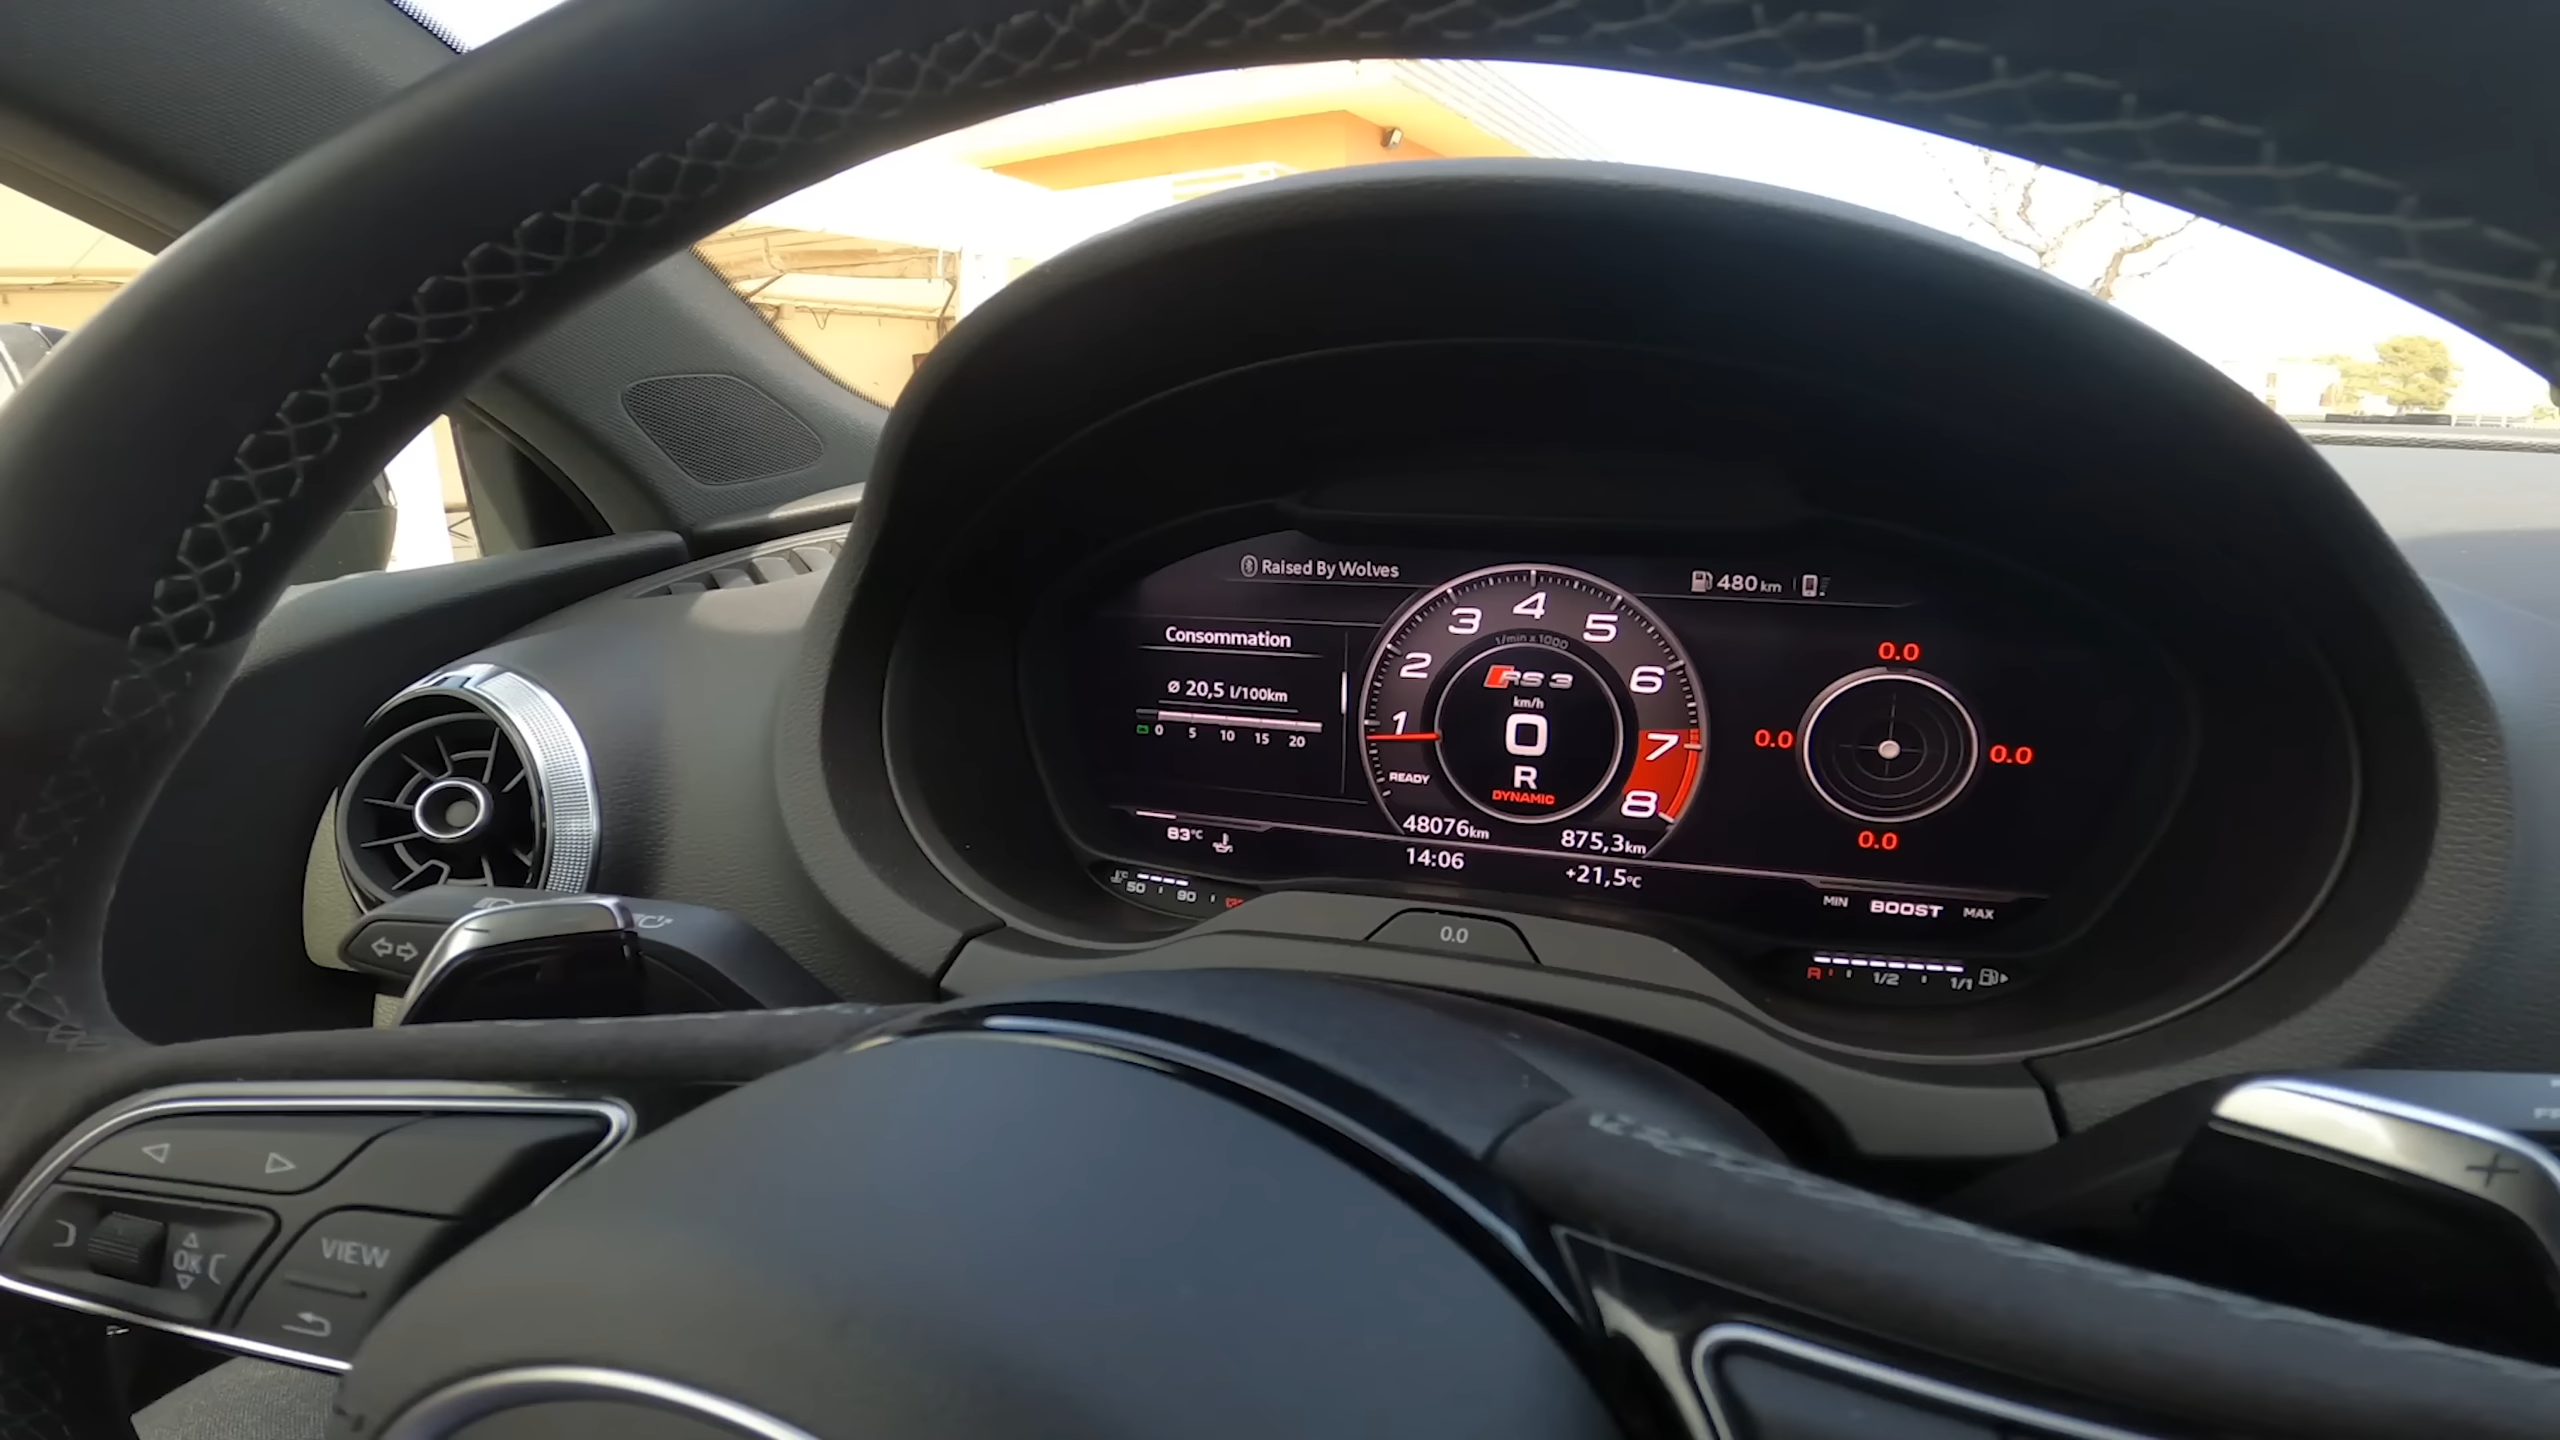 Raised By Wolves
480 km
Consommation
ø 20,5 l/100km
0 5 10 15 20
1 2 3 4 5 6 7 8
1/min x 1000
RS 3
km/h
0
R
DYNAMIC
READY
0.0
0.0
0.0
0.0
83°C
48076km
875,3km
14:06
+21,5°C
50 90
MIN BOOST MAX
R 1/2 1/1
0.0
−
+
OK
VIEW